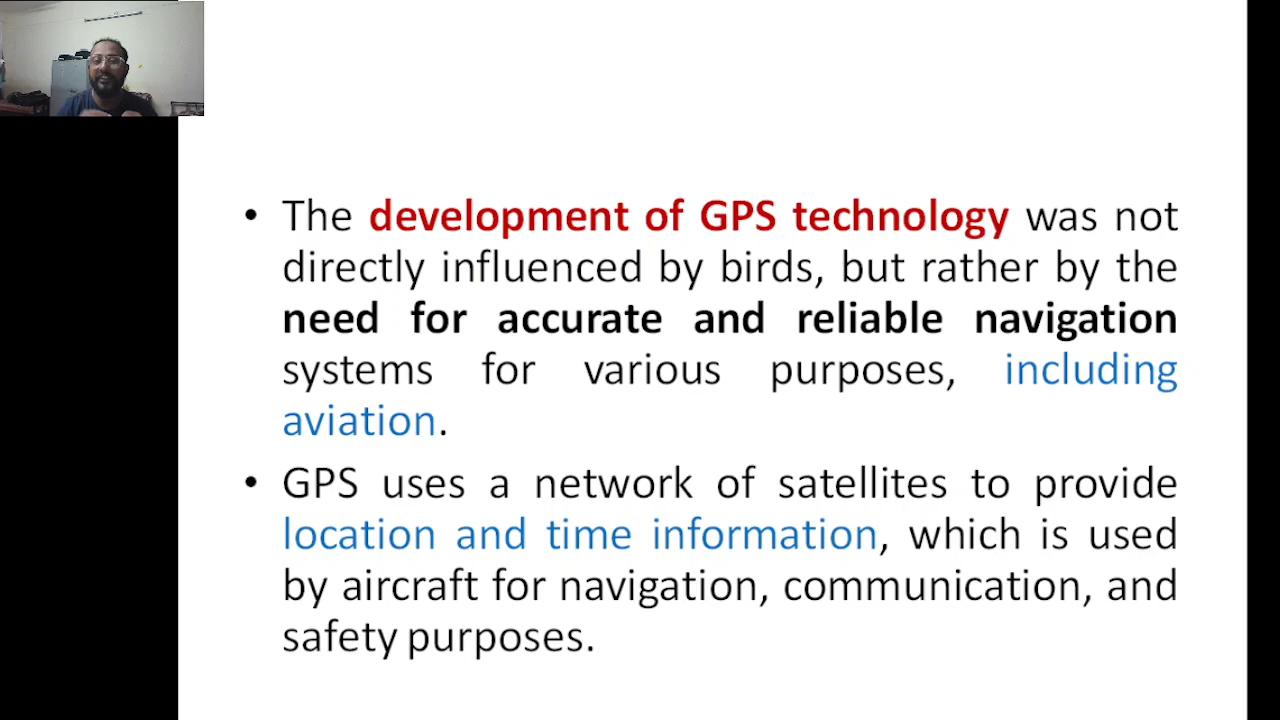 • The development of GPS technology was not
directly influenced by birds, but rather by the
need for accurate and reliable navigation
systems for various purposes, including
aviation.
• GPS uses a network of satellites to provide
location and time information, which is used
by aircraft for navigation, communication, and
safety purposes.